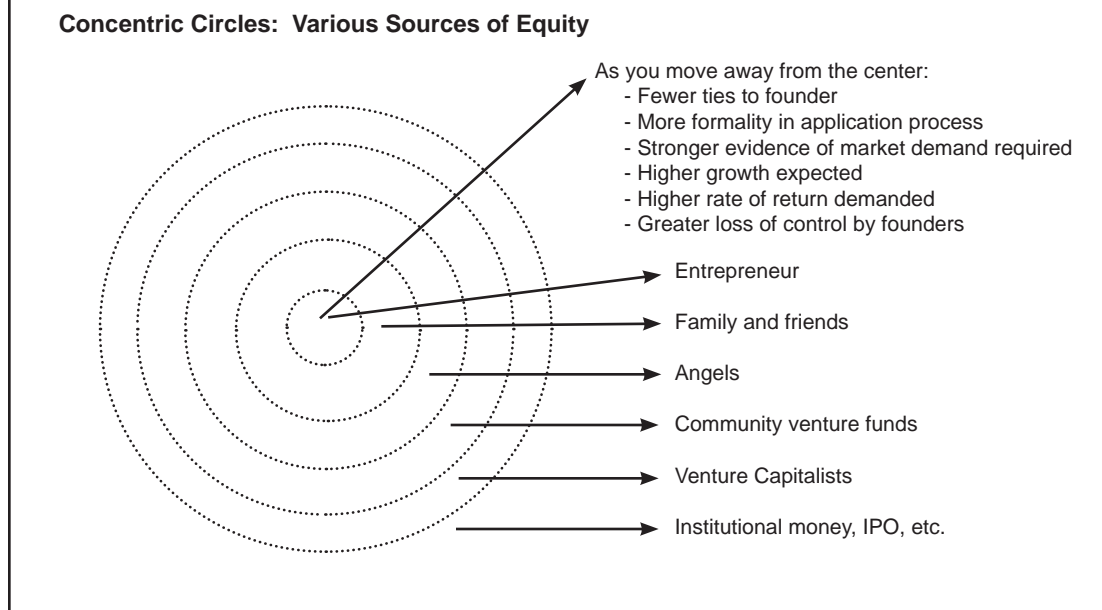 Concentric Circles: Various Sources of Equity
As you move away from the center:
- Fewer ties to founder
- More formality in application process
- Stronger evidence of market demand required
- Higher growth expected
- Higher rate of return demanded
- Greater loss of control by founders
Entrepreneur
Family and friends
Angels
Community venture funds
Venture Capitalists
Institutional money, IPO, etc.